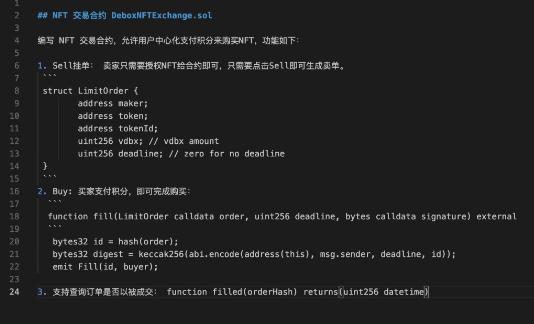 1
2 ## NFT 交易合约 DeboxNFTExchange.sol
3
4 编写 NFT 交易合约，允许用户中心化支付积分来购买NFT，功能如下：
5
6 1. Sell挂单： 卖家只需要授权NFT给合约即可，只需要点击Sell即可生成卖单。
7 ```
8 struct LimitOrder {
9 address maker;
10 address token;
11 address tokenId;
12 uint256 vdbx; // vdbx amount
13 uint256 deadline; // zero for no deadline
14 }
15 ```
16 2. Buy: 买家支付积分，即可完成购买：
17 ```
18 function fill(LimitOrder calldata order, uint256 deadline, bytes calldata signature) external
19 ```
20 bytes32 id = hash(order);
21 bytes32 digest = keccak256(abi.encode(address(this), msg.sender, deadline, id));
22 emit Fill(id, buyer);
23
24 3. 支持查询订单是否以被成交： function filled(orderHash) returns(uint256 datetime)